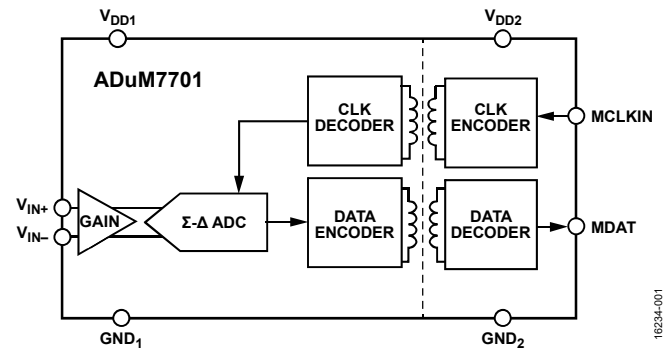 VDD1
VDD2
ADuM7701
CLK
DECODER
CLK
ENCODER
MCLKIN
VIN+
VIN–
GAIN
Σ-Δ ADC
DATA
ENCODER
DATA
DECODER
MDAT
GND1
GND2
16234-001